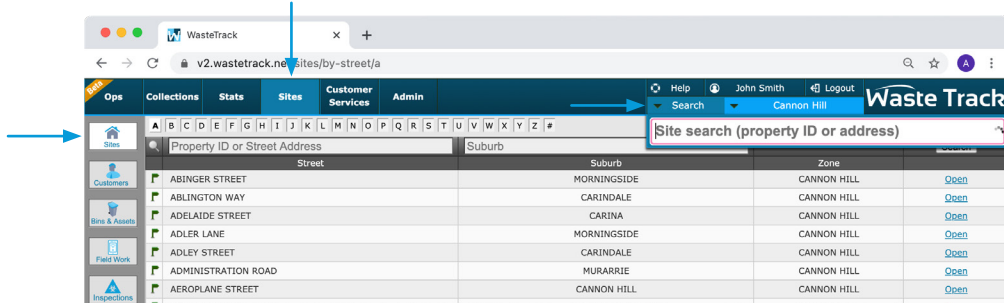 WasteTrack
v2.wastetrack.net/sites/by-street/a
A
Beta
Ops
Collections
Stats
Sites
Customer
Services
Admin
Help
John Smith
Logout
Search
Cannon Hill
Waste Track
Site search (property ID or address)
Sites
A B C D E F G H I J K L M N O P Q R S T U V W X Y Z #
Property ID or Street Address
Suburb
Search
Street Suburb Zone
Customers
ABINGER STREET MORNINGSIDE CANNON HILL Open
ABLINGTON WAY CARINDALE CANNON HILL Open
Bins & Assets
ADELAIDE STREET CARINA CANNON HILL Open
ADLER LANE MORNINGSIDE CANNON HILL Open
Field Work
ADLEY STREET CARINDALE CANNON HILL Open
ADMINISTRATION ROAD MURARRIE CANNON HILL Open
Inspections
AEROPLANE STREET CANNON HILL CANNON HILL Open